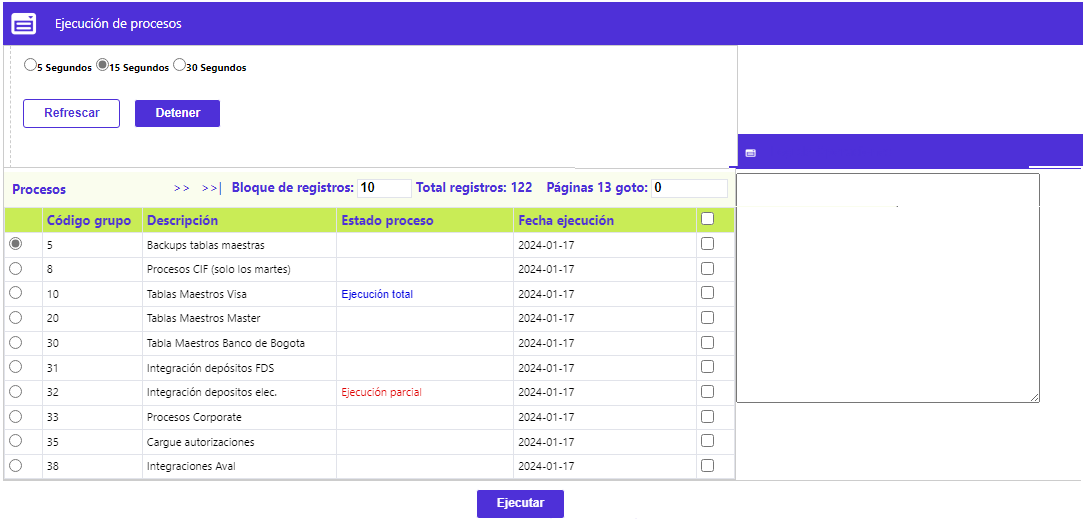 Ejecución de procesos
5 Segundos 15 Segundos 30 Segundos
Refrescar Detener
Procesos >> >>| Bloque de registros: 10 Total registros: 122 Páginas 13 goto: 0
Código grupo Descripción Estado proceso Fecha ejecución
5 Backups tablas maestras 2024-01-17
8 Procesos CIF (solo los martes) 2024-01-17
10 Tablas Maestros Visa Ejecución total 2024-01-17
20 Tablas Maestros Master 2024-01-17
30 Tabla Maestros Banco de Bogota 2024-01-17
31 Integración depósitos FDS 2024-01-17
32 Integración depositos elec. Ejecución parcial 2024-01-17
33 Procesos Corporate 2024-01-17
35 Cargue autorizaciones 2024-01-17
38 Integraciones Aval 2024-01-17
Ejecutar